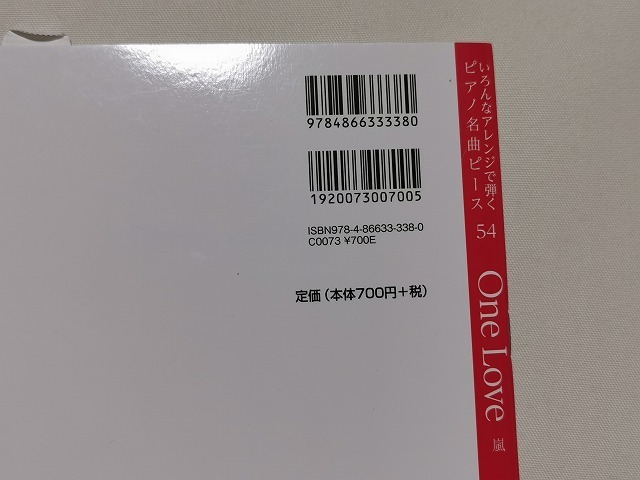 9784866333380
1920073007005
ISBN978-4-86633-338-0
C0073 ¥700E
定価(本体700円+税)
いろんなアレンジで弾く
ピアノ名曲ピース 54
One Love 嵐